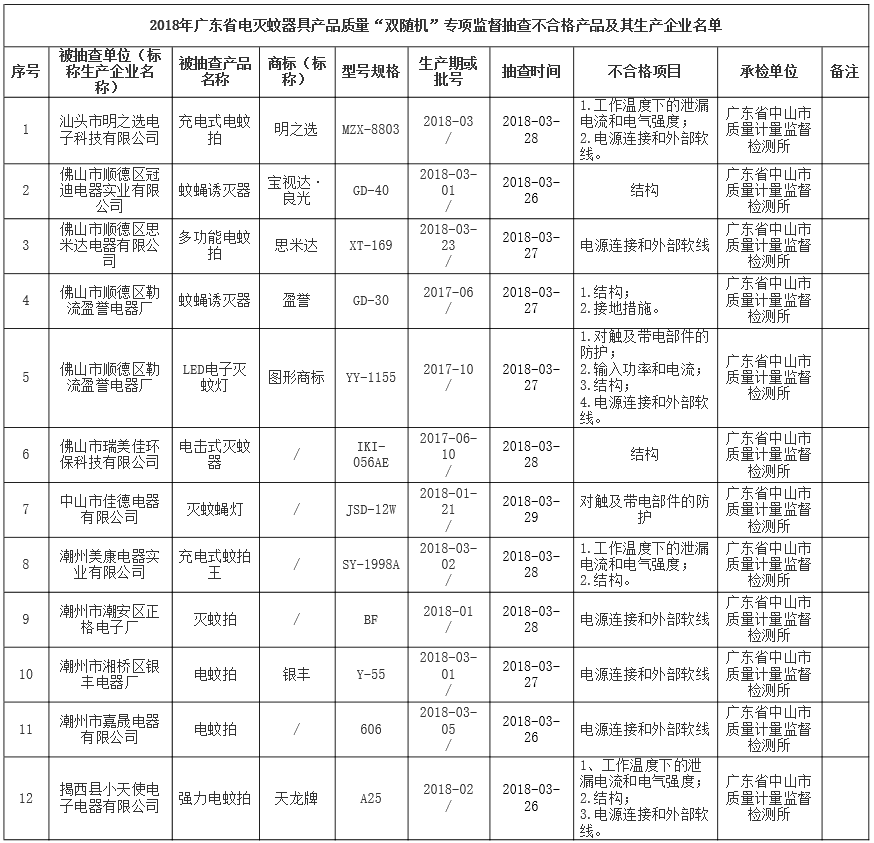 2018年广东省电灭蚊器具产品质量“双随机”专项监督抽查不合格产品及其生产企业名单
序号
被抽查单位（标
称生产企业名
称）
被抽查产品
名称
商标（标
称）
型号规格
生产期或
批号
抽查时间
不合格项目
承检单位
备注
1
汕头市明之选电
子科技有限公司
充电式电蚊
拍
明之选
MZX-8803
2018-03
/
2018-03-
28
1.工作温度下的泄漏
电流和电气强度；
2.电源连接和外部软
线。
广东省中山市
质量计量监督
检测所
2
佛山市顺德区冠
迪电器实业有限
公司
蚊蝇诱灭器
宝视达·
良光
GD-40
2018-03-
01
/
2018-03-
26
结构
广东省中山市
质量计量监督
检测所
3
佛山市顺德区思
米达电器有限公
司
多功能电蚊
拍
思米达
XT-169
2018-03-
23
/
2018-03-
27
电源连接和外部软线
广东省中山市
质量计量监督
检测所
4
佛山市顺德区勒
流盈誉电器厂
蚊蝇诱灭器
盈誉
GD-30
2017-06
/
2018-03-
27
1.结构；
2.接地措施。
广东省中山市
质量计量监督
检测所
5
佛山市顺德区勒
流盈誉电器厂
LED电子灭
蚊灯
图形商标
YY-1155
2017-10
/
2018-03-
27
1.对触及带电部件的
防护；
2.输入功率和电流；
3.结构；
4.电源连接和外部软
线。
广东省中山市
质量计量监督
检测所
6
佛山市瑞美佳环
保科技有限公司
电击式灭蚊
器
/
IKI-
056AE
2017-06-
10
/
2018-03-
28
结构
广东省中山市
质量计量监督
检测所
7
中山市佳德电器
有限公司
灭蚊蝇灯
/
JSD-12W
2018-01-
21
/
2018-03-
29
对触及带电部件的防
护
广东省中山市
质量计量监督
检测所
8
潮州美康电器实
业有限公司
充电式蚊拍
王
/
SY-1998A
2018-03-
02
/
2018-03-
28
1.工作温度下的泄漏
电流和电气强度；
2.结构。
广东省中山市
质量计量监督
检测所
9
潮州市潮安区正
格电子厂
灭蚊拍
/
BF
2018-01
/
2018-03-
28
电源连接和外部软线
广东省中山市
质量计量监督
检测所
10
潮州市湘桥区银
丰电器厂
电蚊拍
银丰
Y-55
2018-03-
01
/
2018-03-
27
电源连接和外部软线
广东省中山市
质量计量监督
检测所
11
潮州市嘉晟电器
有限公司
电蚊拍
/
606
2018-03-
05
/
2018-03-
26
电源连接和外部软线
广东省中山市
质量计量监督
检测所
12
揭西县小天使电
子电器有限公司
强力电蚊拍
天龙牌
A25
2018-02
/
2018-03-
26
1、工作温度下的泄
漏电流和电气强度；
2.结构；
3.电源连接和外部软
线。
广东省中山市
质量计量监督
检测所